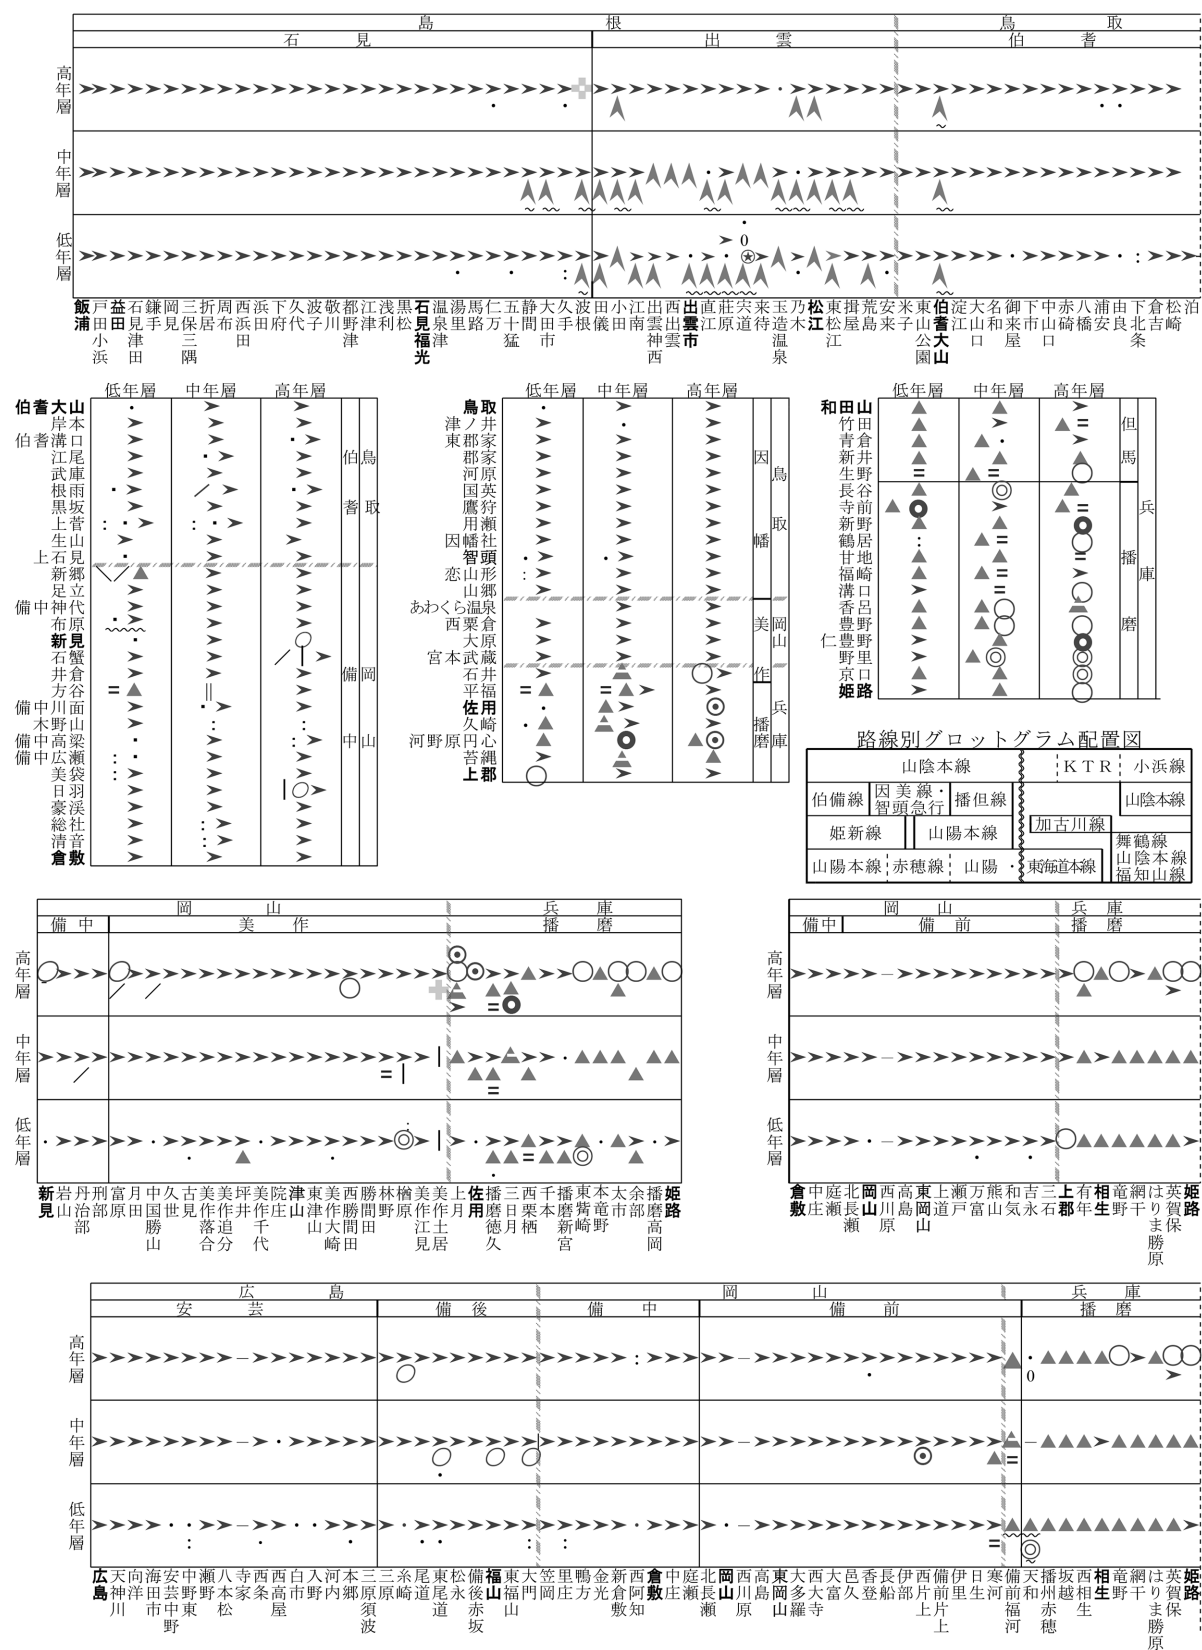 島根 鳥取
石見 出雲 伯耆
高年層
中年層
低年層
飯浦 戸田小浜 益田 石見津田 鎌手 岡見 三保三隅 折居 周布 西浜田 浜田 下府 久代 波子 敬川 都野津 江津 浅利 黒松 石見福光 温泉津 湯里 馬路 仁万 五十猛 静間 大田市 久手 波根 田儀 小田 江南 出雲神西 西出雲 出雲市 直江 荘原 宍道 来待 玉造温泉 乃木 松江 東松江 揖屋 荒島 安来 米子 東山公園 伯耆大山 淀江 大山口 名和 御来屋 下市 中山口 赤碕 八橋 浦安 由良 下北条 倉吉 松崎 泊
低年層 中年層 高年層
伯耆大山
岸本
伯耆溝口
江尾
武庫
根雨
黒坂
上菅
生山
上石見
新郷
足立
備中神代
布原
新見
石蟹
井倉
方谷
備中川面
木野山
備中高梁
備中広瀬
美袋
日羽
豪渓
総社
清音
倉敷
伯耆 鳥取
備中 岡山
低年層 中年層 高年層
鳥取
津ノ井
東郡家
郡家
河原
国英
鷹狩
用瀬
因幡社
智頭
恋山形
山郷
あわくら温泉
西粟倉
大原
宮本武蔵
石井
平福
佐用
久崎
河野原円心
苔縄
上郡
因幡 鳥取
美作 岡山
播磨 兵庫
低年層 中年層 高年層
和田山
竹田
青倉
新井
生野
長谷
寺前
新野
鶴居
甘地
福崎
溝口
香呂
豊野
仁豊野
野里
京口
姫路
但馬
播磨
兵庫
路線別グロットグラム配置図
山陰本線 KTR 小浜線
伯備線 因美線・智頭急行 播但線 山陰本線
姫新線 山陽本線 加古川線 舞鶴線 山陰本線 福知山線
山陽本線 赤穂線 山陽・東海道本線
岡山 兵庫
備中 美作 播磨
高年層
中年層
低年層
新見 岩山 丹治部 刑部 富原 月田 中国勝山 久世 古見 美作落合 美作追分 坪井 美作千代 院庄 津山 東津山 美作大崎 河内 西勝間田 勝間田 林野 楢原 美作江見 美作土居 上月 佐用 播磨徳久 三日月 西栗栖 千本 播磨新宮 東觜崎 本竜野 太市 余部 播磨高岡 姫路
岡山 兵庫
備中 備前 播磨
高年層
中年層
低年層
倉敷 中庄 庭瀬 北長瀬 岡山 西川原 高島 東岡山 上道 瀬戸 万富 熊山 和気 吉永 三石 上郡 有年 相生 竜野 網干 はりま勝原 英賀保 姫路
広島 岡山 兵庫
安芸 備後 備中 備前 播磨
高年層
中年層
低年層
広島 天神川 向洋 海田市 安芸中野 中野東 瀬野 八本松 寺家 西条 西高屋 白市 入野 河内 本郷 三原須波 三原 糸崎 尾道 東尾道 松永 備後赤坂 福山 東福山 大門 笠岡 里庄 鴨方 金光 新倉敷 西阿知 倉敷 中庄 庭瀬 北長瀬 岡山 西川原 高島 東岡山 大多羅 西大寺 大富 邑久 香登 長船 伊部 西片上 備前片上 伊里 日生 寒河 備前福河 天和 播州赤穂 坂越 西相生 相生 竜野 網干 はりま勝原 英賀保 姫路